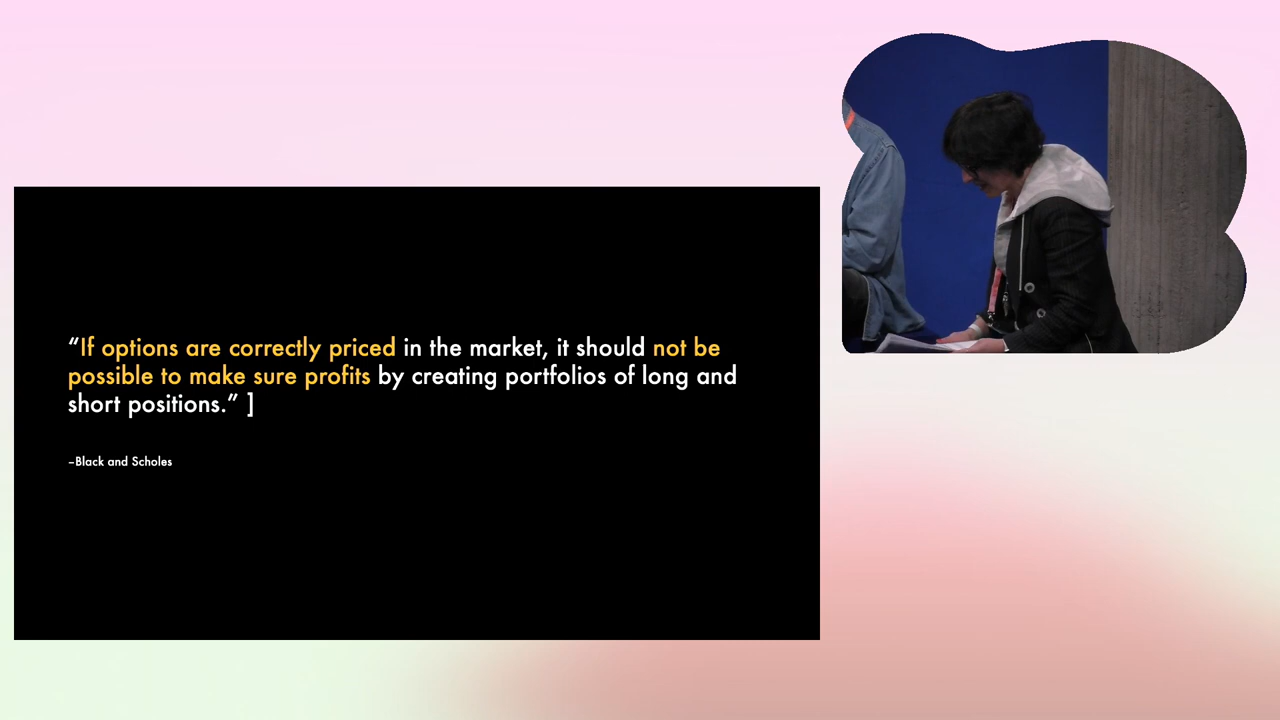 “If options are correctly priced in the market, it should not be
possible to make sure profits by creating portfolios of long and
short positions.” ]
–Black and Scholes